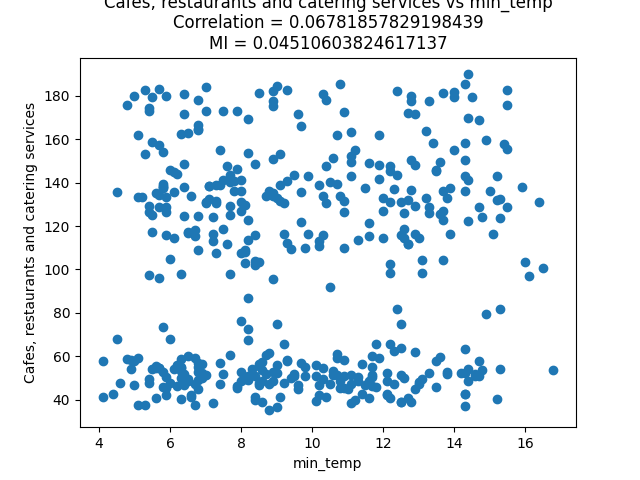 Cafes, restaurants and catering services vs min_temp
Correlation = 0.06781857829198439
MI = 0.04510603824617137
Cafes, restaurants and catering services
180
160
140
120
100
80
60
40
4 6 8 10 12 14 16
min_temp